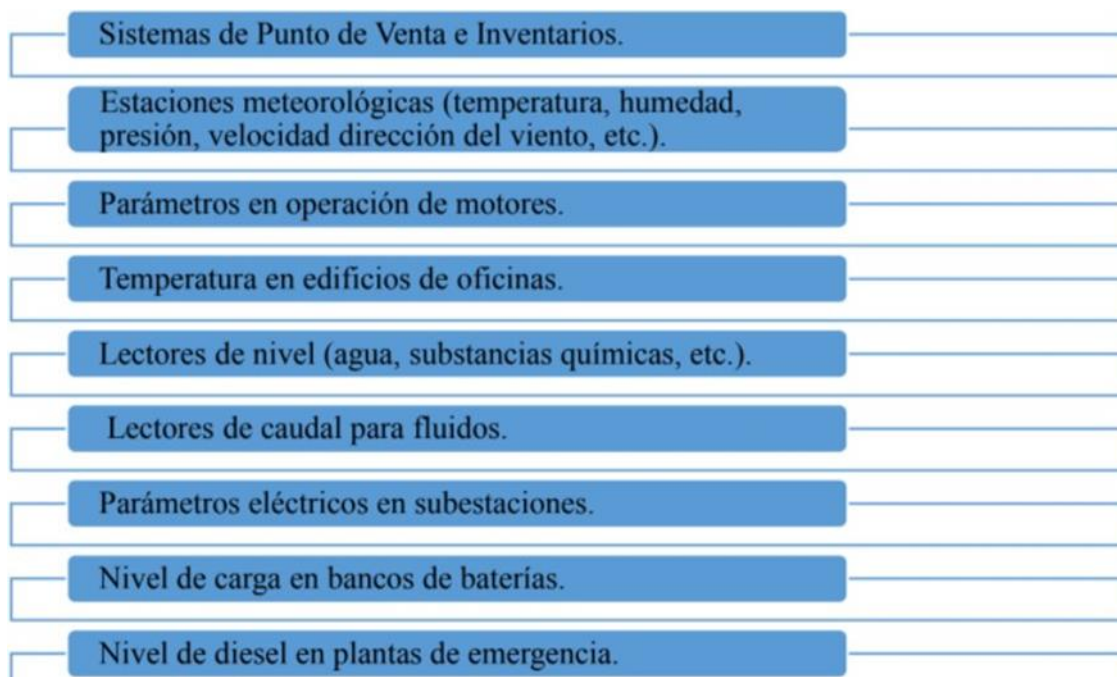 Sistemas de Punto de Venta e Inventarios.
Estaciones meteorológicas (temperatura, humedad,
presión, velocidad dirección del viento, etc.).
Parámetros en operación de motores.
Temperatura en edificios de oficinas.
Lectores de nivel (agua, substancias químicas, etc.).
Lectores de caudal para fluidos.
Parámetros eléctricos en subestaciones.
Nivel de carga en bancos de baterías.
Nivel de diesel en plantas de emergencia.